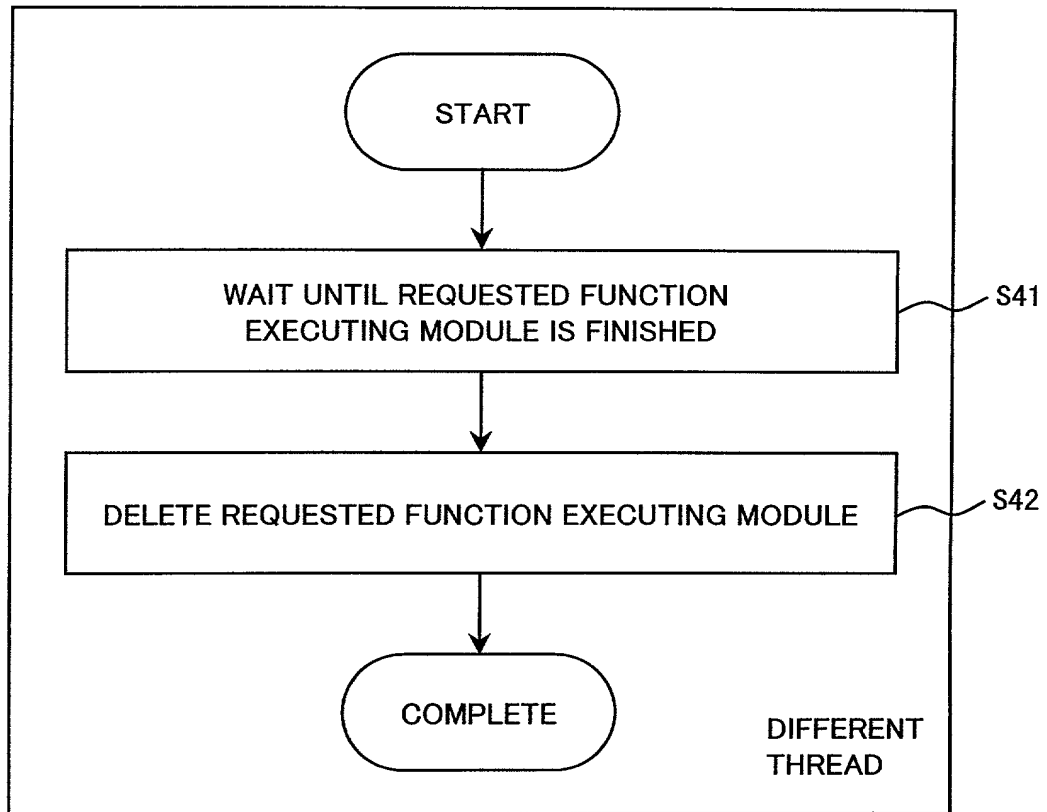 START
WAIT UNTIL REQUESTED FUNCTION
EXECUTING MODULE IS FINISHED
S41
DELETE REQUESTED FUNCTION EXECUTING MODULE
S42
COMPLETE
DIFFERENT
THREAD